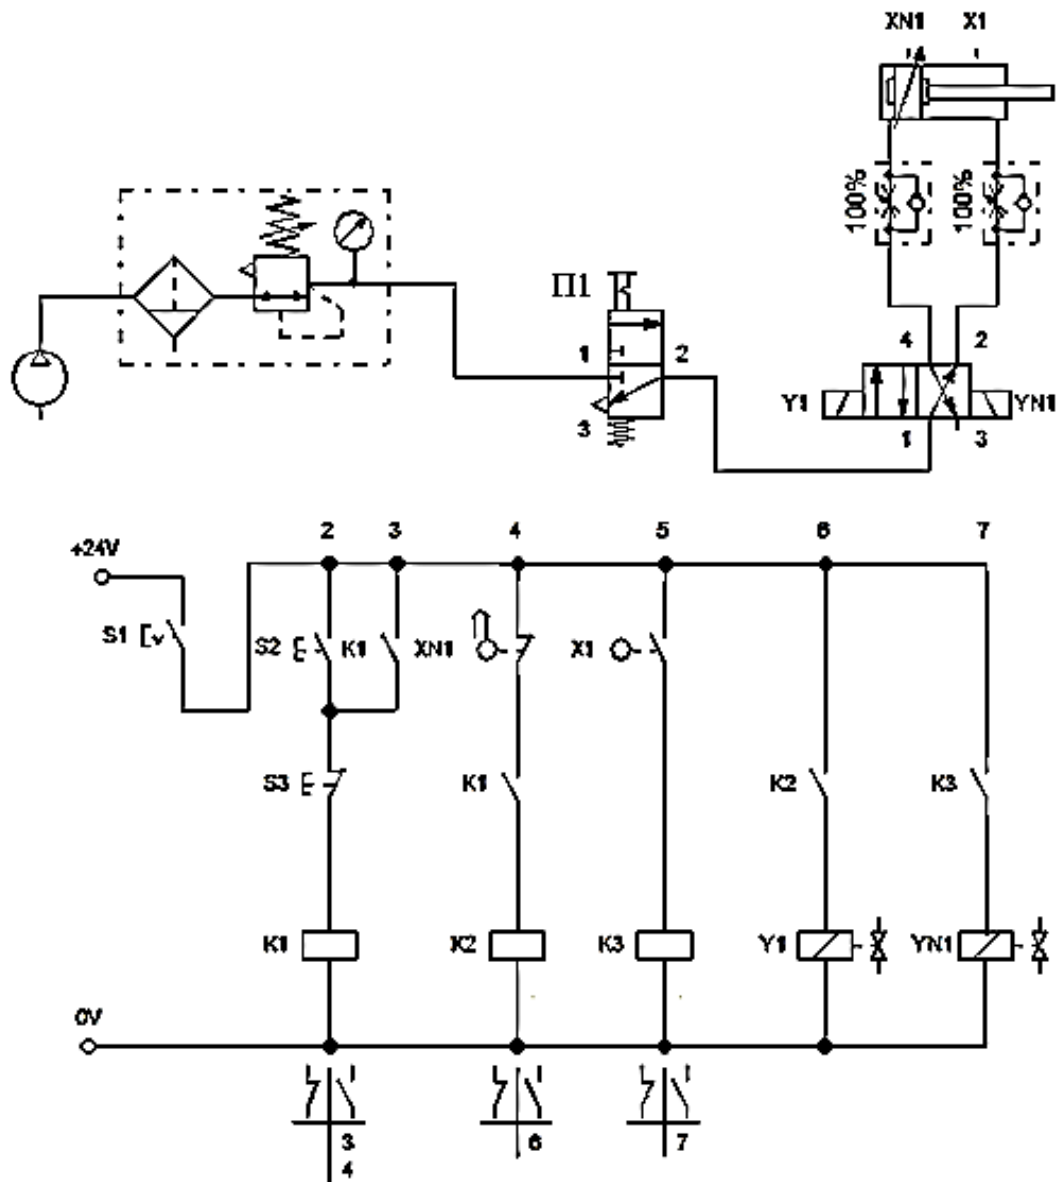 XN1 X1
100% 100%
П1
1 2
3
4 2
Y1 YN1
1 3
2 3 4 5 6 7
+24V
S1 S2 K1 XN1 X1
S3 K1 K2 K3
K1 K2 K3 Y1 YN1
0V
3 6 7
4